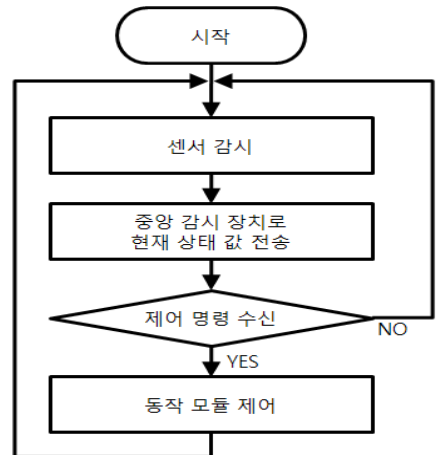 시작
센서 감시
중앙 감시 장치로
현재 상태 값 전송
제어 명령 수신
NO
YES
동작 모듈 제어